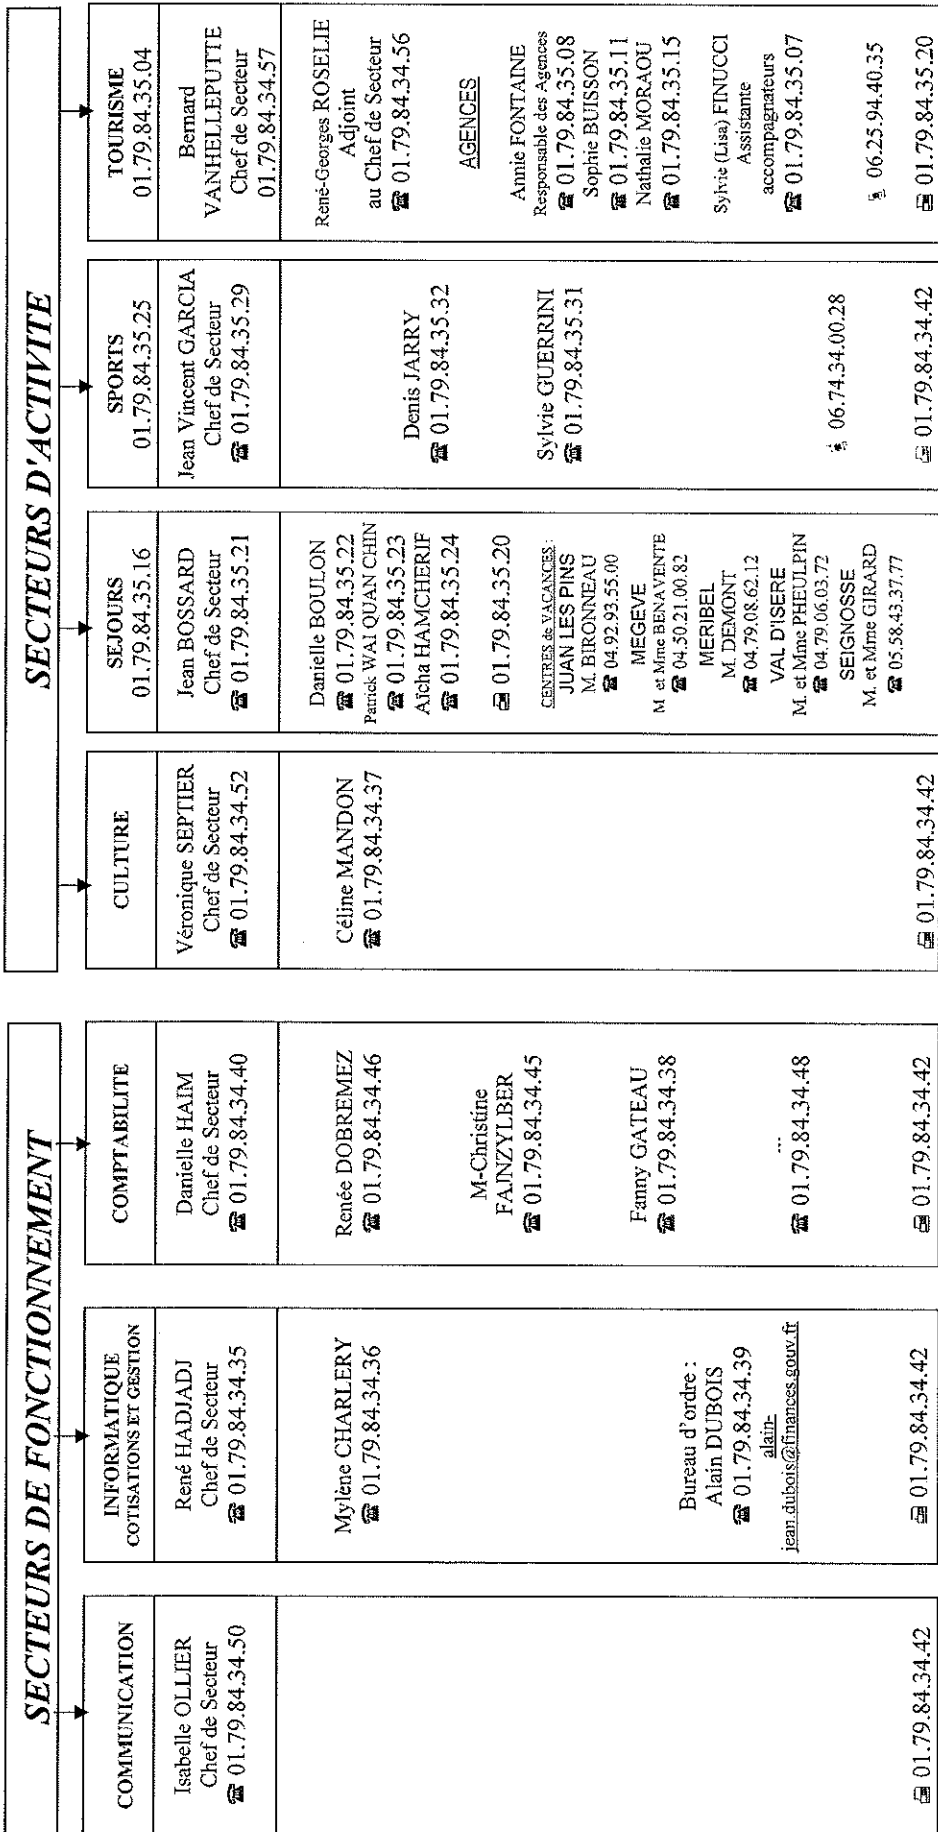 SECTEURS DE FONCTIONNEMENT
COMMUNICATION
Isabelle OLLIER
Chef de Secteur
☎ 01.79.84.34.50
🖷 01.79.84.34.42
INFORMATIQUE
COTISATIONS ET GESTION
René HADJADJ
Chef de Secteur
☎ 01.79.84.34.35
Mylène CHARLERY
☎ 01.79.84.34.36
Bureau d'ordre :
Alain DUBOIS
☎ 01.79.84.34.39
alain-
jean.dubois@finances.gouv.fr
🖷 01.79.84.34.42
COMPTABILITE
Danielle HAIM
Chef de Secteur
☎ 01.79.84.34.40
Renée DOBREMEZ
☎ 01.79.84.34.46
M-Christine
FAJNZYLBER
☎ 01.79.84.34.45
Fanny GATEAU
☎ 01.79.84.34.38
...
☎ 01.79.84.34.48
🖷 01.79.84.34.42
SECTEURS D'ACTIVITE
CULTURE
Véronique SEPTIER
Chef de Secteur
☎ 01.79.84.34.52
Céline MANDON
☎ 01.79.84.34.37
🖷 01.79.84.34.42
SEJOURS
01.79.84.35.16
Jean BOSSARD
Chef de Secteur
☎ 01.79.84.35.21
Danielle BOULON
☎ 01.79.84.35.22
Patrick WAI QUAN CHIN
☎ 01.79.84.35.23
Aïcha HAMCHERIF
☎ 01.79.84.35.24
🖷 01.79.84.35.20
CENTRES de VACANCES :
JUAN LES PINS
M. BIRONNEAU
☎ 04.92.93.55.00
MEGEVE
M. et Mme BENAVENTE
☎ 04.50.21.00.82
MERIBEL
M. DEMONT
☎ 04.79.08.62.12
VAL D'ISERE
M. et Mme PHEULPIN
☎ 04.79.06.03.72
SEIGNOSSE
M. et Mme GIRARD
☎ 05.58.43.37.77
SPORTS
01.79.84.35.25
Jean Vincent GARCIA
Chef de Secteur
☎ 01.79.84.35.29
Denis JARRY
☎ 01.79.84.35.32
Sylvie GUERRINI
☎ 01.79.84.35.31
06.74.34.00.28
🖷 01.79.84.34.42
TOURISME
01.79.84.35.04
Bernard
VANHELLEPUTTE
Chef de Secteur
01.79.84.34.57
René-Georges ROSELIE
Adjoint
au Chef de Secteur
☎ 01.79.84.34.56
AGENCES
Annie FONTAINE
Responsable des Agences
☎ 01.79.84.35.08
Sophie BUISSON
☎ 01.79.84.35.11
Nathalie MORAOU
☎ 01.79.84.35.15
Sylvie (Lisa) FINUCCI
Assistante
accompagnateurs
☎ 01.79.84.35.07
06.25.94.40.35
🖷 01.79.84.35.20